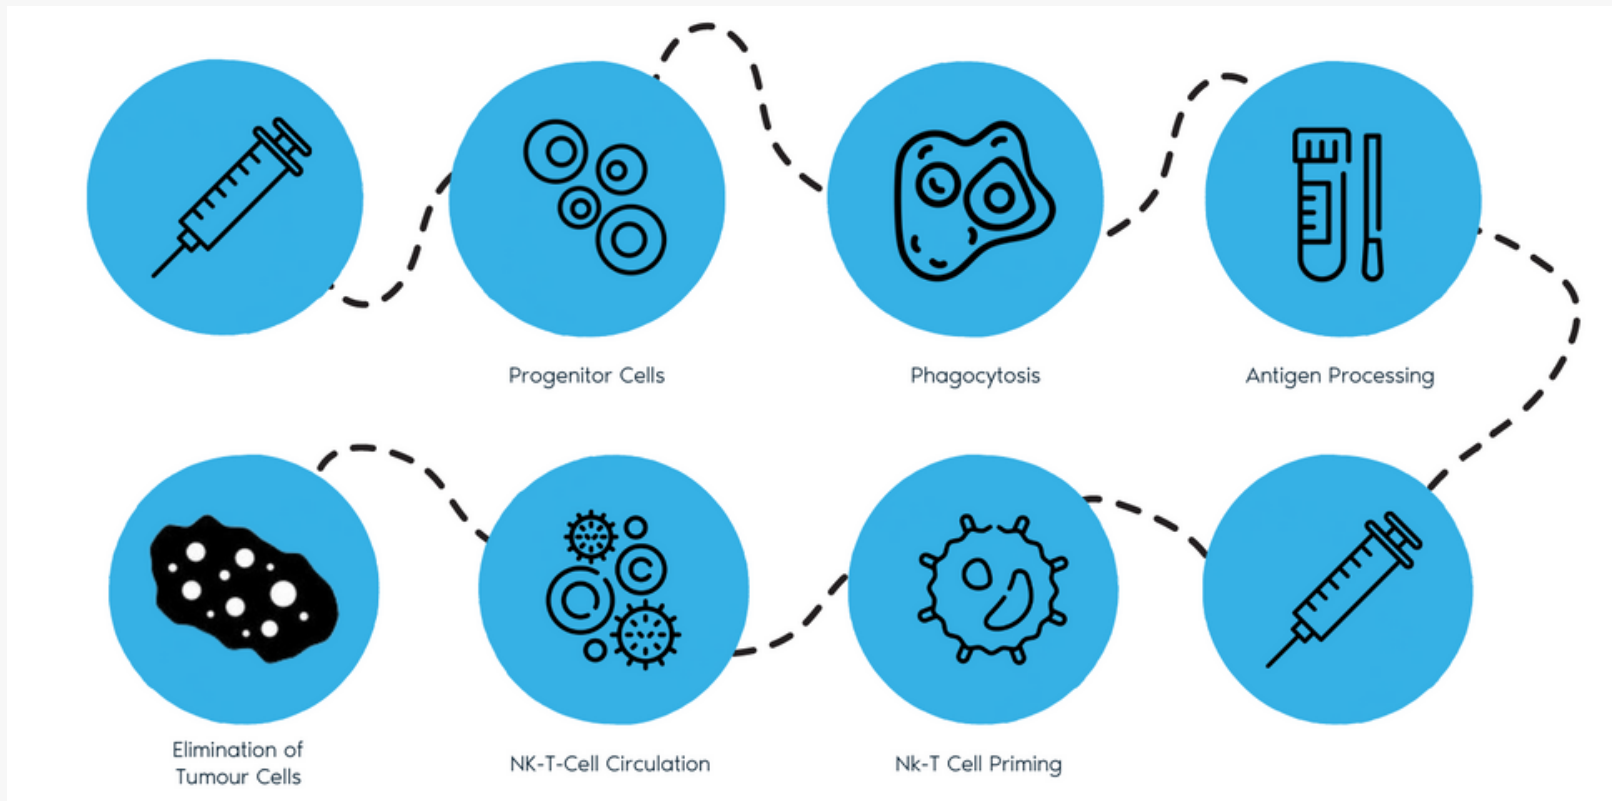 Progenitor Cells
Phagocytosis
Antigen Processing
Elimination of
Tumour Cells
NK-T-Cell Circulation
Nk-T Cell Priming